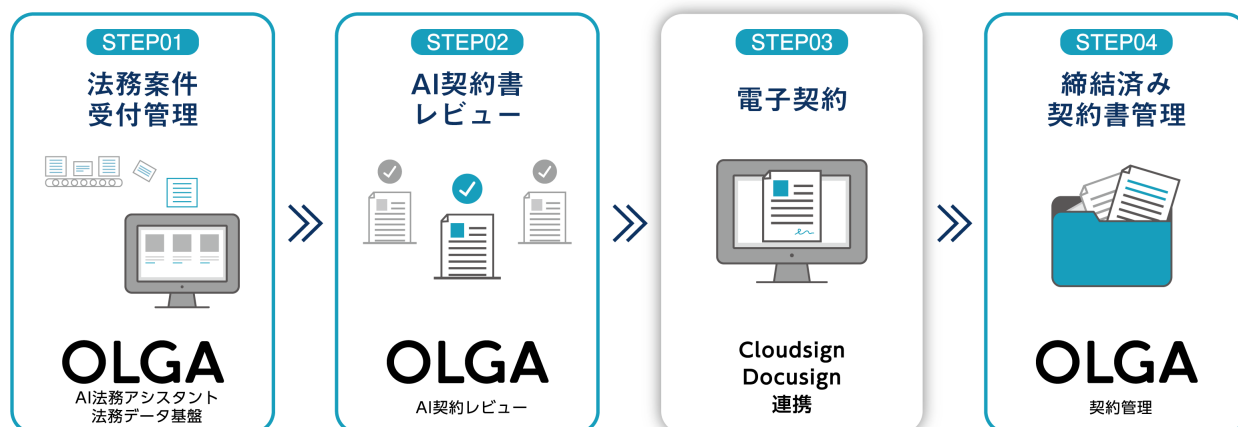 STEP01
法務案件
受付管理
OLGA
AI法務アシスタント
法務データ基盤
STEP02
AI契約書
レビュー
OLGA
AI契約レビュー
STEP03
電子契約
Cloudsign
Docusign
連携
STEP04
締結済み
契約書管理
OLGA
契約管理